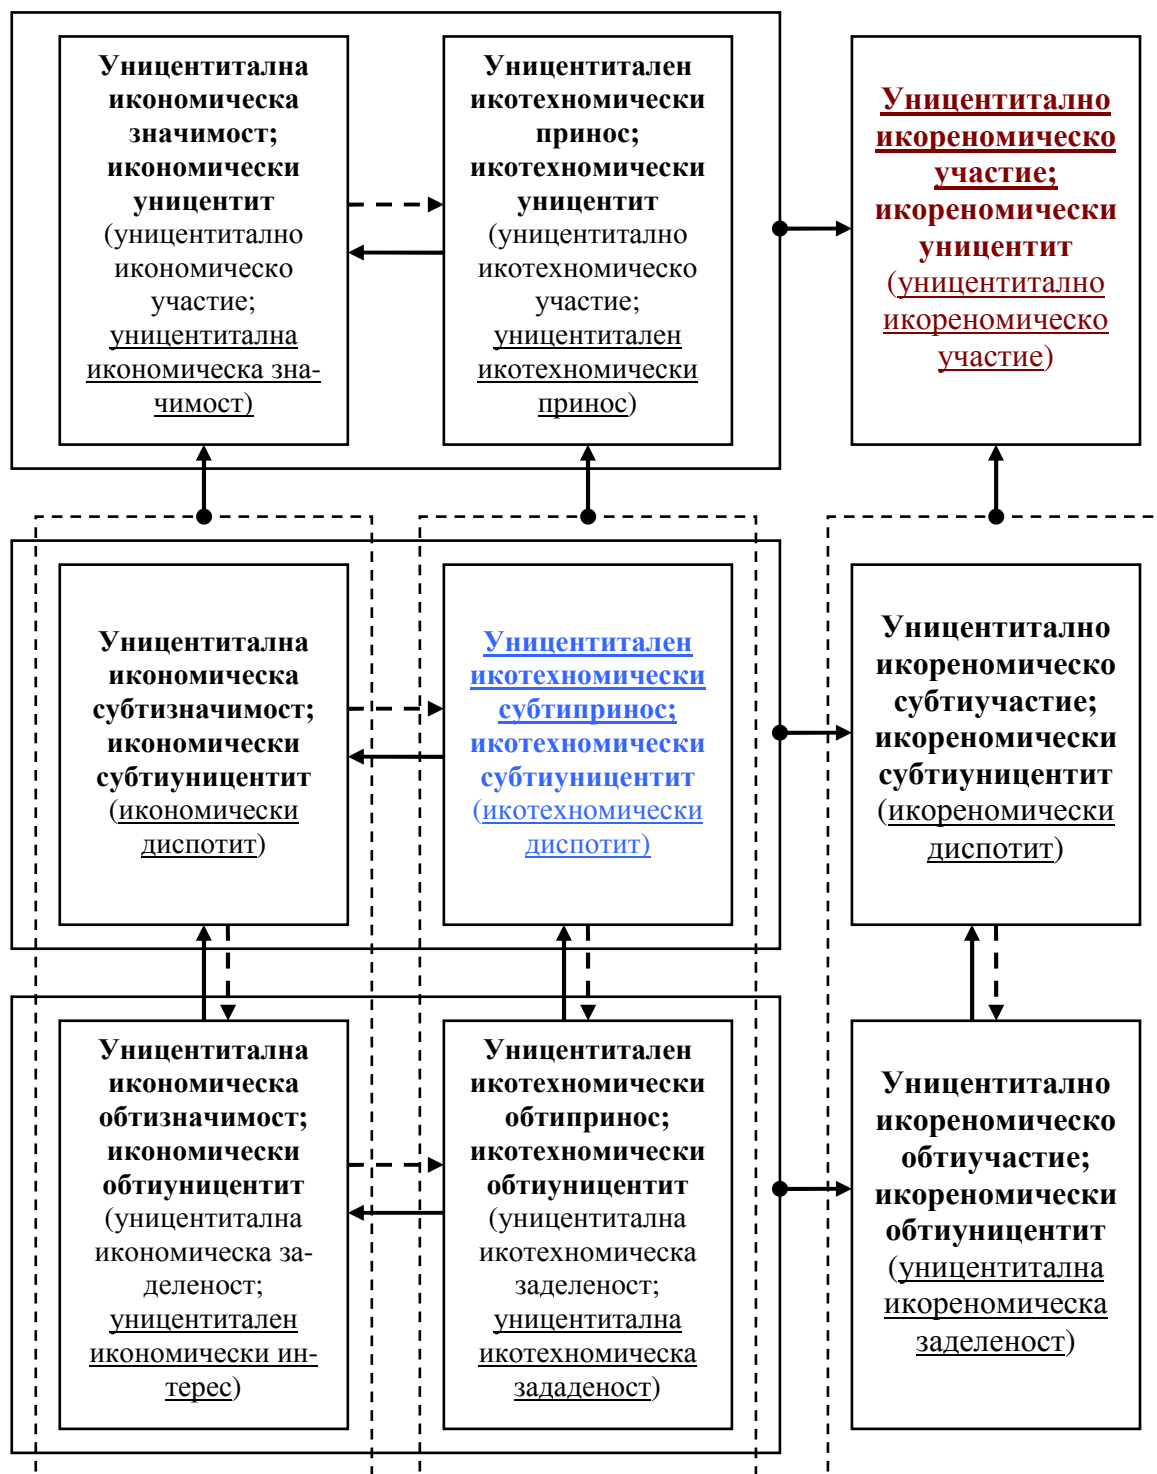 Уницентитална
икономическа
значимост;
икономически
уницентит
(уницентитално
икономическо
участие;
уницентитална
икономическа зна-
чимост)
Уницентитален
икотехномически
принос;
икотехномически
уницентит
(уницентитално
икотехномическо
участие;
уницентитален
икотехномически
принос)
Уницентитално
икореномическо
участие;
икореномически
уницентит
(уницентитално
икореномическо
участие)
Уницентитална
икономическа
субтизначимост;
икономически
субтиуницентит
(икономически
диспотит)
Уницентитален
икотехномически
субтипринос;
икотехномически
субтиуницентит
(икотехномически
диспотит)
Уницентитално
икореномическо
субтиучастие;
икореномически
субтиуницентит
(икореномически
диспотит)
Уницентитална
икономическа
обтизначимост;
икономически
обтиуницентит
(уницентитална
икономическа за-
деленост;
уницентитален
икономически ин-
терес)
Уницентитален
икотехномически
обтипринос;
икотехномически
обтиуницентит
(уницентитална
икотехномическа
заделеност;
уницентитална
икотехномическа
зададеност)
Уницентитално
икореномическо
обтиучастие;
икореномически
обтиуницентит
(уницентитална
икореномическа
заделеност)